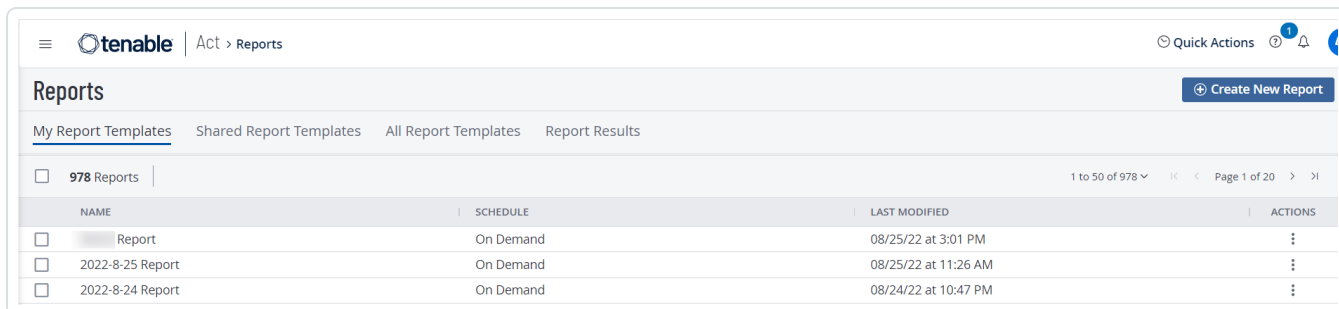 tenable Act > Reports Quick Actions 1
Reports Create New Report
My Report Templates Shared Report Templates All Report Templates Report Results
978 Reports 1 to 50 of 978 Page 1 of 20
NAME SCHEDULE LAST MODIFIED ACTIONS
Report On Demand 08/25/22 at 3:01 PM
2022-8-25 Report On Demand 08/25/22 at 11:26 AM
2022-8-24 Report On Demand 08/24/22 at 10:47 PM